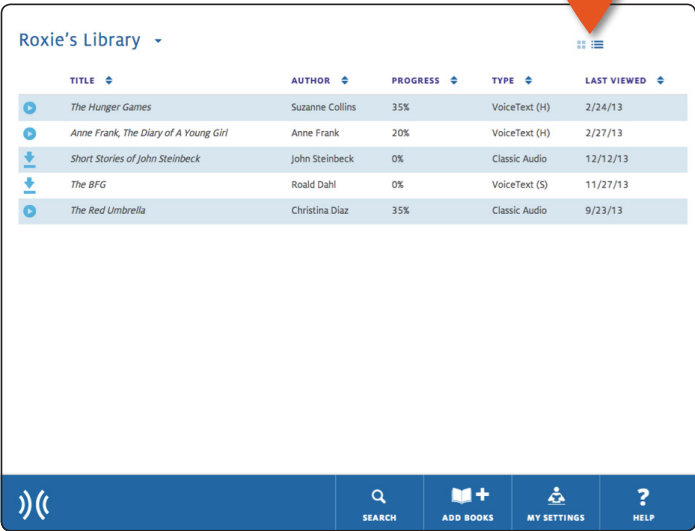 Roxie's Library
TITLE AUTHOR PROGRESS TYPE LAST VIEWED
The Hunger Games Suzanne Collins 35% VoiceText (H) 2/24/13
Anne Frank, The Diary of A Young Girl Anne Frank 20% VoiceText (H) 2/27/13
Short Stories of John Steinbeck John Steinbeck 0% Classic Audio 12/12/13
The BFG Roald Dahl 0% VoiceText (S) 11/27/13
The Red Umbrella Christina Diaz 35% Classic Audio 9/23/13
SEARCH ADD BOOKS MY SETTINGS HELP